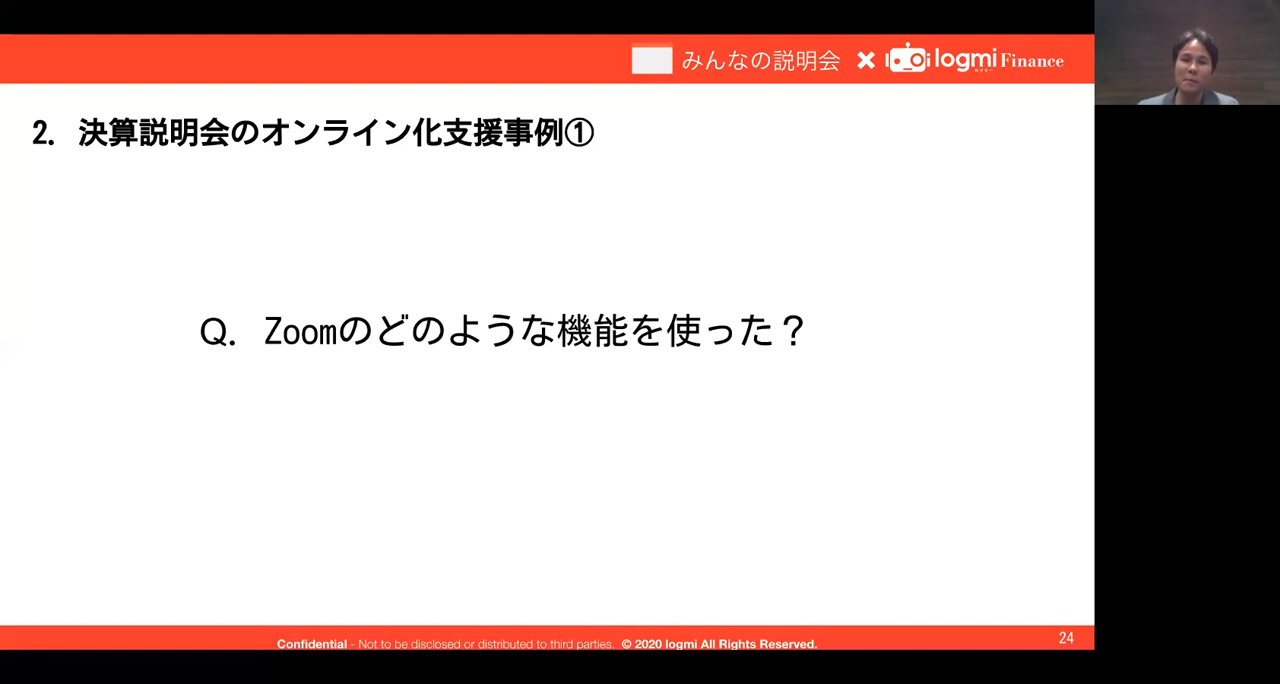 みんなの説明会 × logmi Finance
2. 決算説明会のオンライン化支援事例①
Q. Zoomのどのような機能を使った？
Confidential - Not to be disclosed or distributed to third parties. © 2020 logmi All Rights Reserved.
24